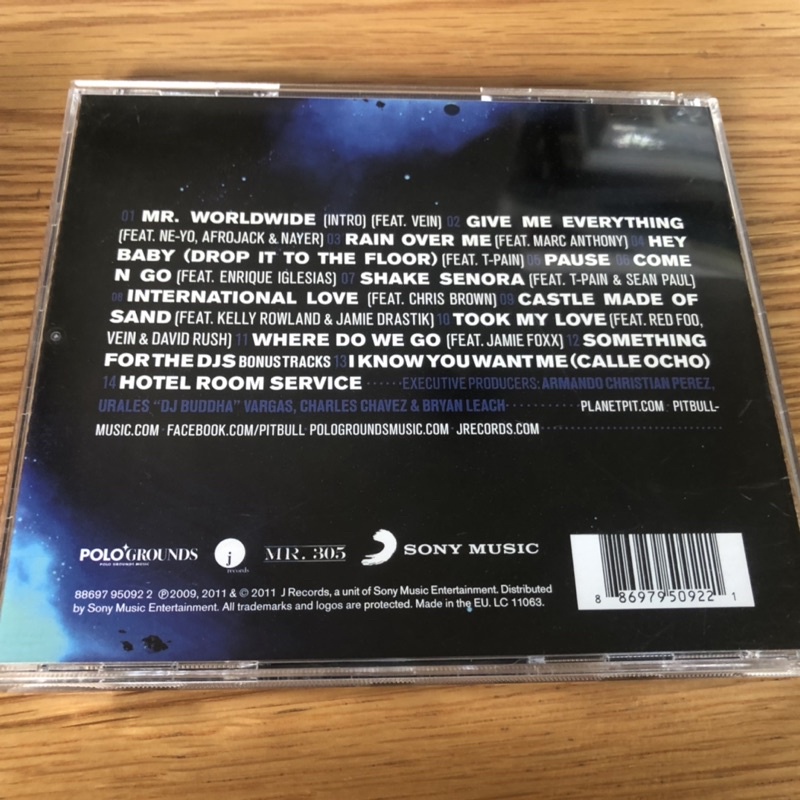 01 MR. WORLDWIDE (INTRO) (FEAT. VEIN) 02 GIVE ME EVERYTHING
(FEAT. NE-YO, AFROJACK & NAYER) 03 RAIN OVER ME (FEAT. MARC ANTHONY) 04 HEY
BABY (DROP IT TO THE FLOOR) (FEAT. T-PAIN) 05 PAUSE 06 COME
N GO (FEAT. ENRIQUE IGLESIAS) 07 SHAKE SENORA (FEAT. T-PAIN & SEAN PAUL)
08 INTERNATIONAL LOVE (FEAT. CHRIS BROWN) 09 CASTLE MADE OF
SAND (FEAT. KELLY ROWLAND & JAMIE DRASTIK) 10 TOOK MY LOVE (FEAT. RED FOO,
VEIN & DAVID RUSH) 11 WHERE DO WE GO (FEAT. JAMIE FOXX) 12 SOMETHING
FOR THE DJS BONUS TRACKS 13 I KNOW YOU WANT ME (CALLE OCHO)
14 HOTEL ROOM SERVICE ······ EXECUTIVE PRODUCERS: ARMANDO CHRISTIAN PEREZ,
URALES "DJ BUDDHA" VARGAS, CHARLES CHAVEZ & BRYAN LEACH ·········· PLANETPIT.COM · PITBULL-
MUSIC.COM · FACEBOOK.COM/PITBULL · POLOGROUNDSMUSIC.COM · JRECORDS.COM
POLO GROUNDS
POLO GROUNDS MUSIC
j
records
MR. 305
SONY MUSIC
88697 95092 2 ℗ 2009, 2011 & © 2011 J Records, a unit of Sony Music Entertainment. Distributed
by Sony Music Entertainment. All trademarks and logos are protected. Made in the EU. LC 11063.
8 86979 50922 1